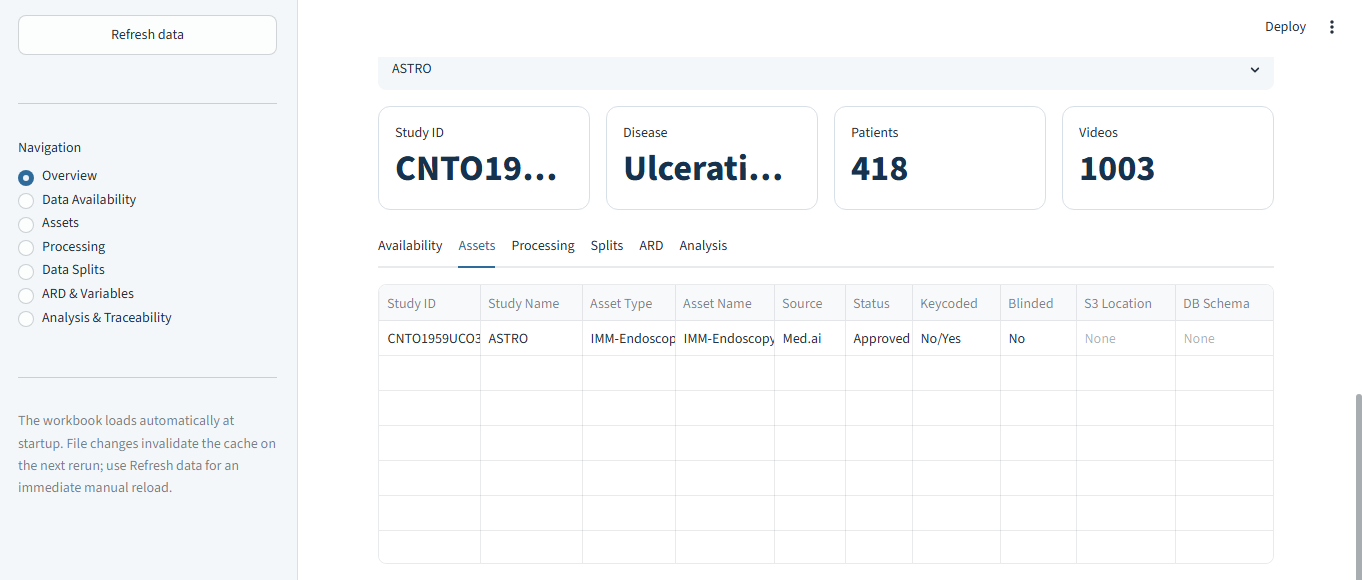 Refresh data
Deploy
ASTRO
Study ID
CNTO19...
Disease
Ulcerati...
Patients
418
Videos
1003
Navigation
Overview
Data Availability
Assets
Processing
Data Splits
ARD & Variables
Analysis & Traceability
The workbook loads automatically at
startup. File changes invalidate the cache on
the next rerun; use Refresh data for an
immediate manual reload.
Availability Assets Processing Splits ARD Analysis
Study ID Study Name Asset Type Asset Name Source Status Keycoded Blinded S3 Location DB Schema
CNTO1959UCO3 ASTRO IMM-Endoscop IMM-Endoscopy Med.ai Approved No/Yes No None None